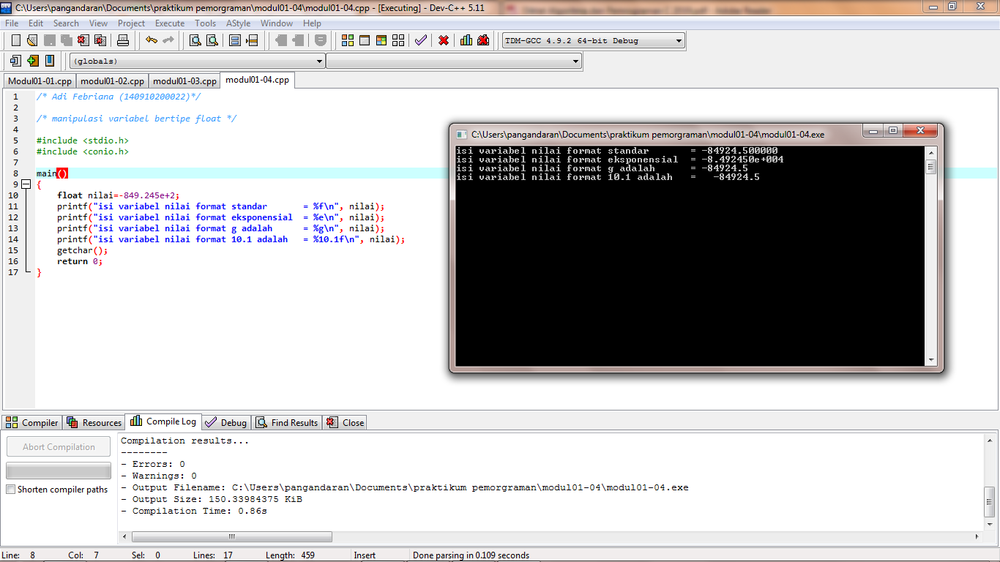 C:\Users\pangandaran\Documents\praktikum pemorgraman\modul01-04\modul01-04.cpp - [Executing] - Dev-C++ 5.11
File Edit Search View Project Execute Tools AStyle Window Help
TDM-GCC 4.9.2 64-bit Debug
(globals)
Modul01-01.cpp modul01-02.cpp modul01-03.cpp modul01-04.cpp
1 /* Adi Febriana (140910200022)*/
2
3 /* manipulasi variabel bertipe float */
4
5 #include <stdio.h>
6 #include <conio.h>
7
8 main()
9 {
10 float nilai=-849.245e+2;
11 printf("isi variabel nilai format standar       = %f\n", nilai);
12 printf("isi variabel nilai format eksponensial  = %e\n", nilai);
13 printf("isi variabel nilai format g adalah      = %g\n", nilai);
14 printf("isi variabel nilai format 10.1 adalah   = %10.1f\n", nilai);
15 getchar();
16 return 0;
17 }
C:\Users\pangandaran\Documents\praktikum pemorgraman\modul01-04\modul01-04.exe
isi variabel nilai format standar       = -84924.500000
isi variabel nilai format eksponensial  = -8.492450e+004
isi variabel nilai format g adalah      = -84924.5
isi variabel nilai format 10.1 adalah   =   -84924.5
Compiler Resources Compile Log Debug Find Results Close
Abort Compilation
Shorten compiler paths
Compilation results...
--------
- Errors: 0
- Warnings: 0
- Output Filename: C:\Users\pangandaran\Documents\praktikum pemorgraman\modul01-04\modul01-04.exe
- Output Size: 150.33984375 KiB
- Compilation Time: 0.86s
Line: 8 Col: 7 Sel: 0 Lines: 17 Length: 459 Insert Done parsing in 0.109 seconds